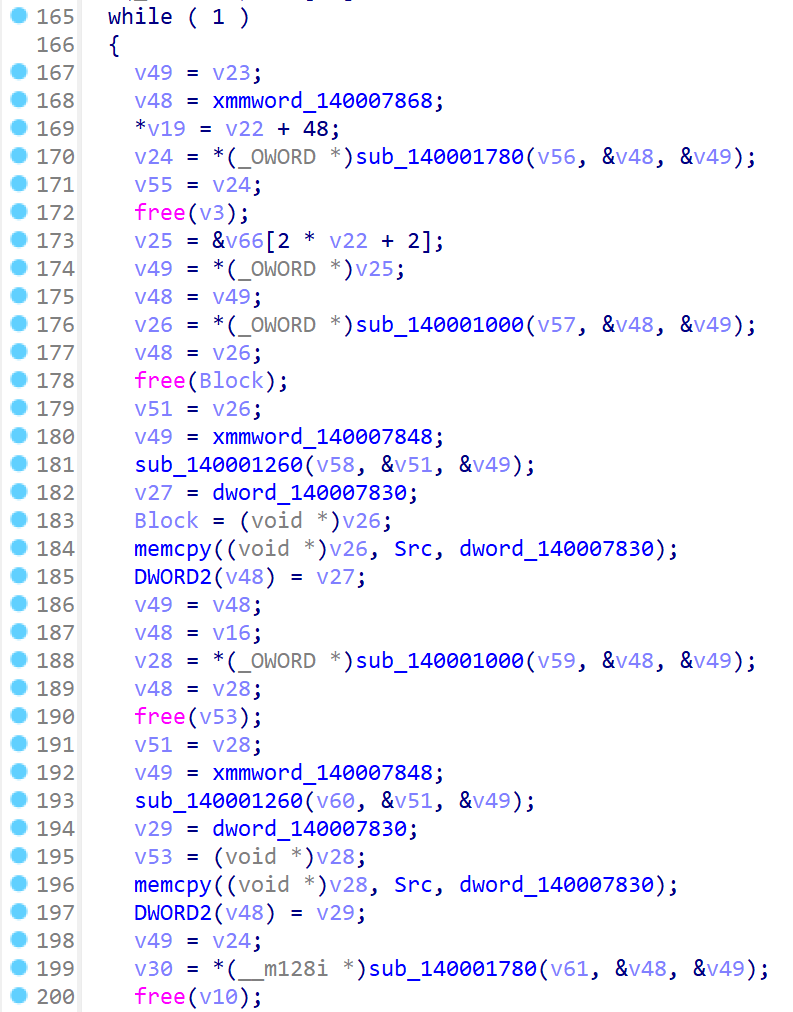 165 while ( 1 )
166 {
167 v49 = v23;
168 v48 = xmmword_140007868;
169 *v19 = v22 + 48;
170 v24 = *(_OWORD *)sub_140001780(v56, &v48, &v49);
171 v55 = v24;
172 free(v3);
173 v25 = &v66[2 * v22 + 2];
174 v49 = *(_OWORD *)v25;
175 v48 = v49;
176 v26 = *(_OWORD *)sub_140001000(v57, &v48, &v49);
177 v48 = v26;
178 free(Block);
179 v51 = v26;
180 v49 = xmmword_140007848;
181 sub_140001260(v58, &v51, &v49);
182 v27 = dword_140007830;
183 Block = (void *)v26;
184 memcpy((void *)v26, Src, dword_140007830);
185 DWORD2(v48) = v27;
186 v49 = v48;
187 v48 = v16;
188 v28 = *(_OWORD *)sub_140001000(v59, &v48, &v49);
189 v48 = v28;
190 free(v53);
191 v51 = v28;
192 v49 = xmmword_140007848;
193 sub_140001260(v60, &v51, &v49);
194 v29 = dword_140007830;
195 v53 = (void *)v28;
196 memcpy((void *)v28, Src, dword_140007830);
197 DWORD2(v48) = v29;
198 v49 = v24;
199 v30 = *(__m128i *)sub_140001780(v61, &v48, &v49);
200 free(v10);